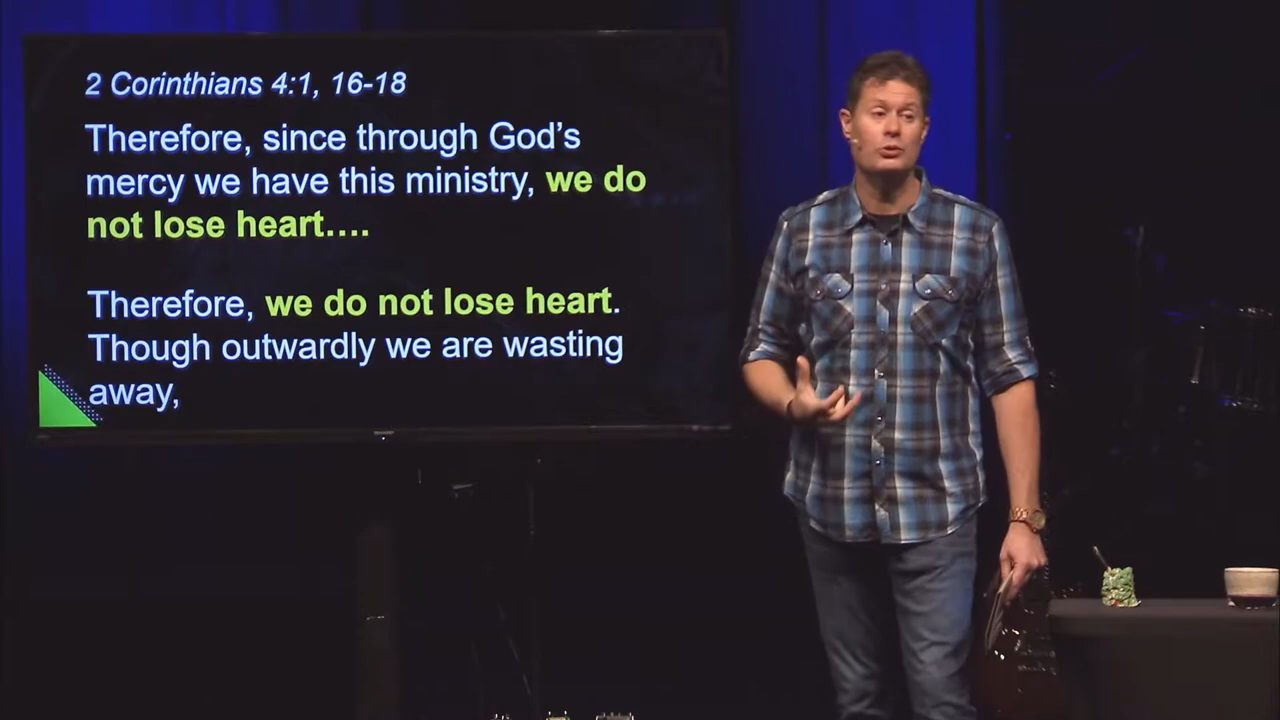 2 Corinthians 4:1, 16-18
Therefore, since through God’s
mercy we have this ministry, we do
not lose heart….
Therefore, we do not lose heart.
Though outwardly we are wasting
away,